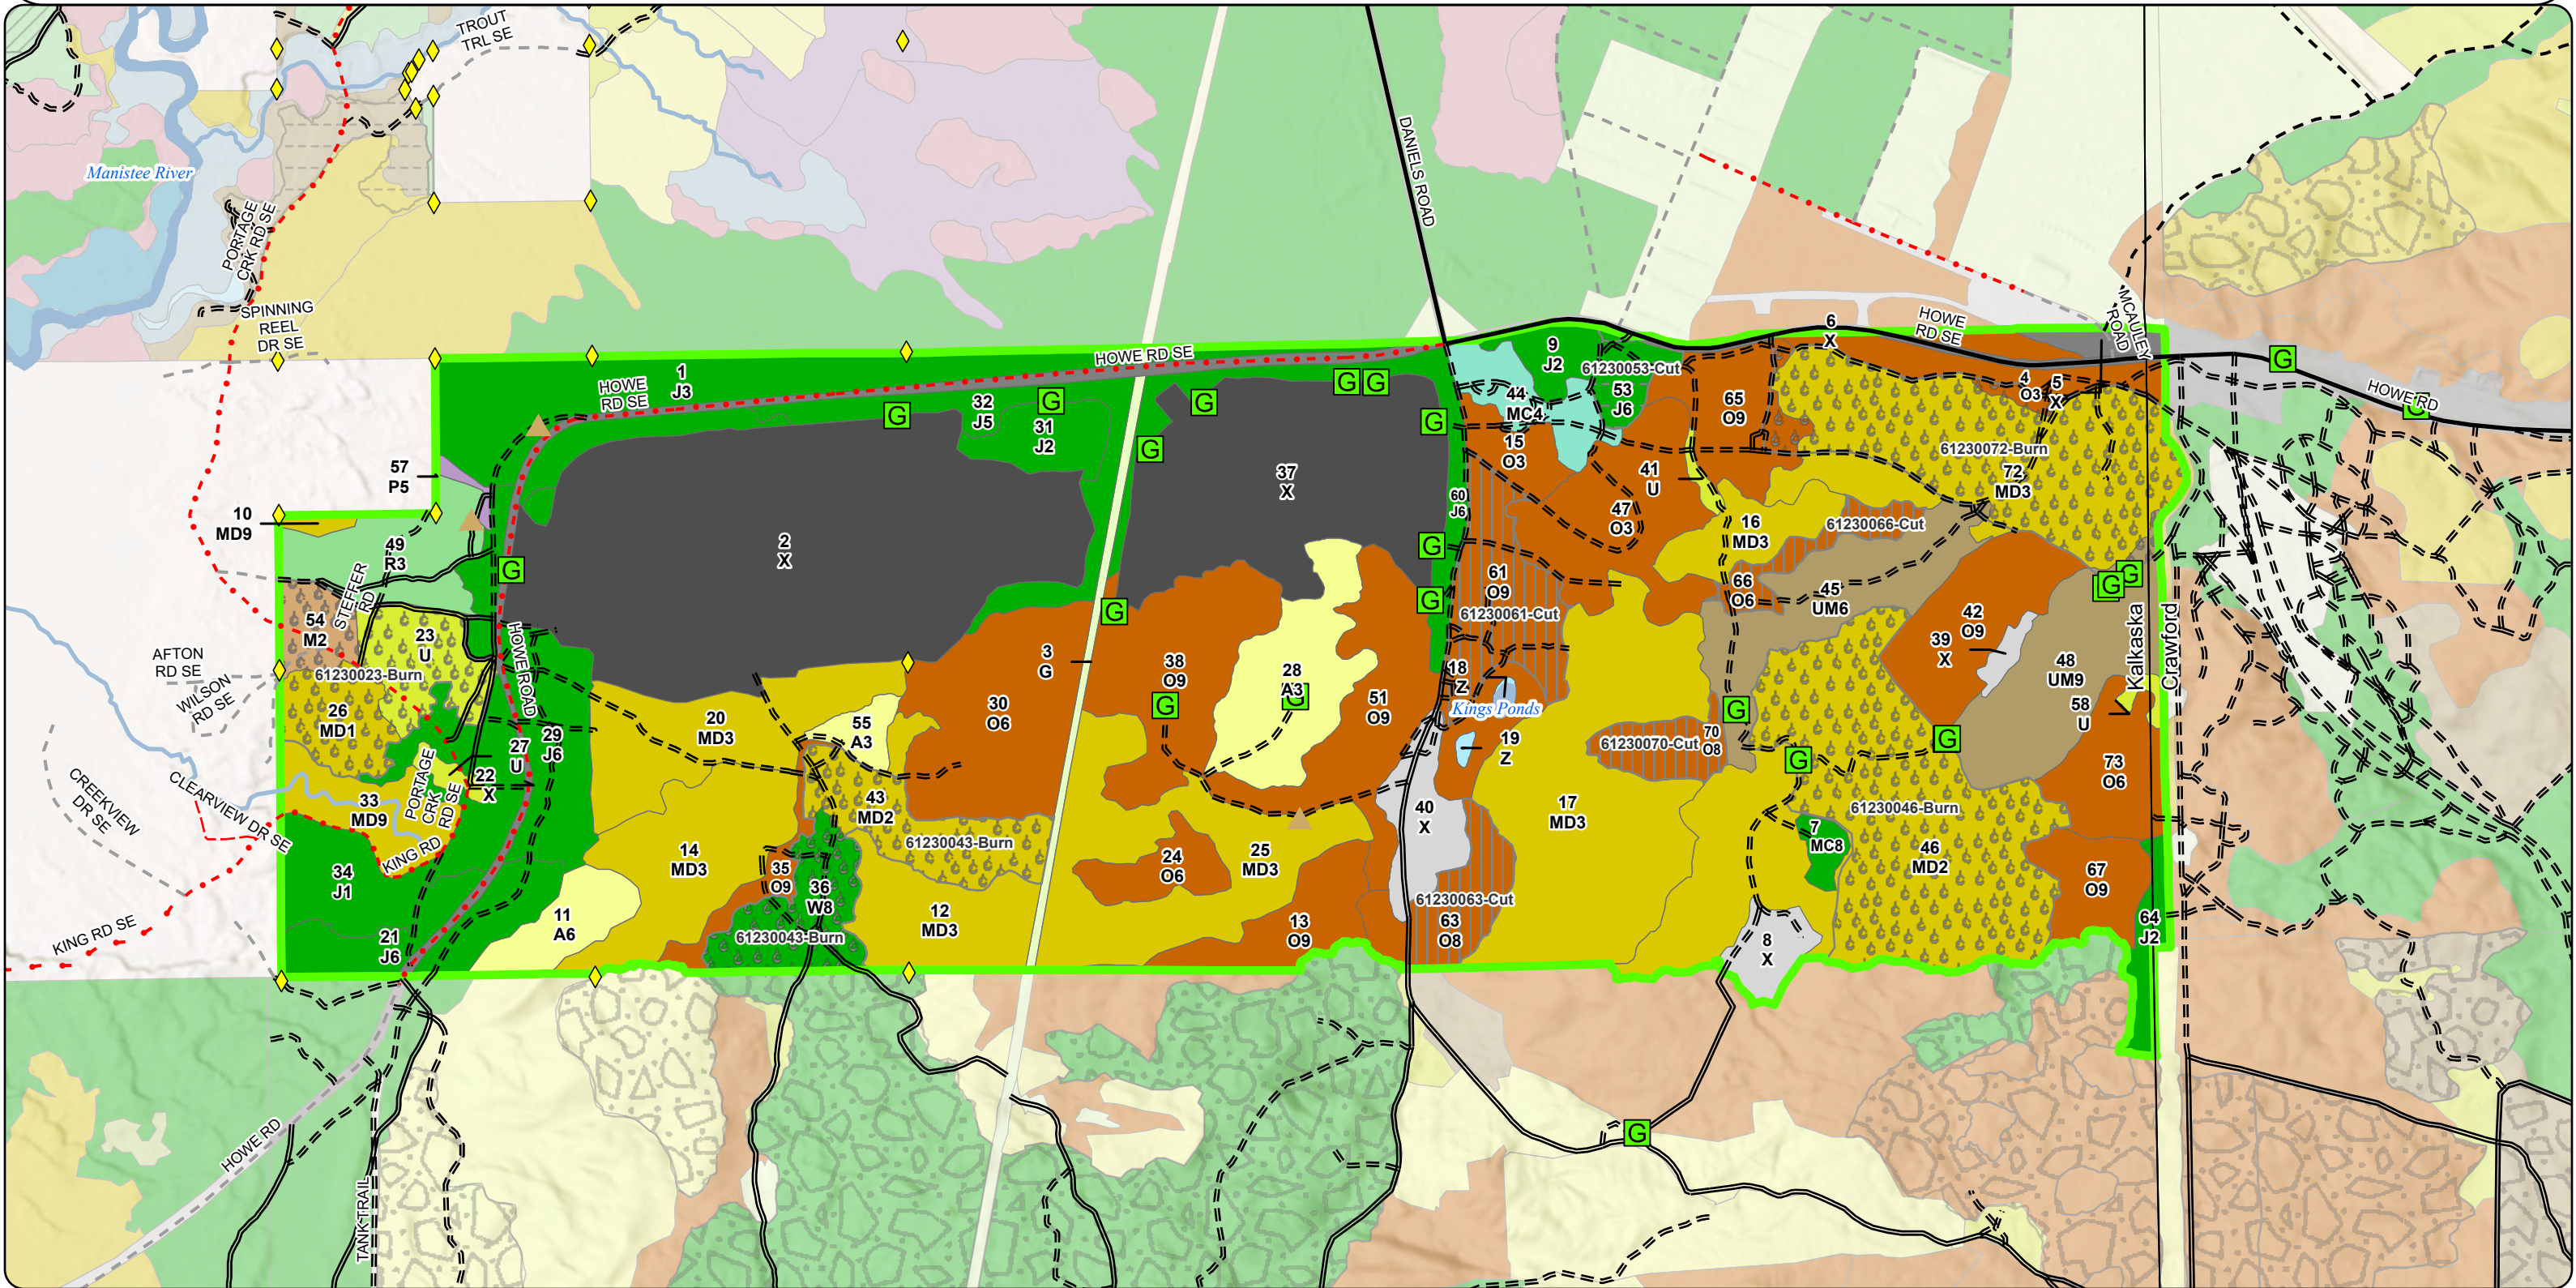 TROUT
TRL SE
Manistee River
PORTAGE
CRK RD SE
SPINNING
REEL
DR SE
DANIELS ROAD
HOWE RD SE
HOWE
RD SE
1
J3
32
J5
31
J2
G
G
G
G
G
G
G
G
G
G
G
57
P5
10
MD9
49
R3
STEFFER
RD
54
M2
23
U
61230023-Burn
26
MD1
AFTON
RD SE
WILSON
RD SE
CREEKVIEW
DR SE
CLEARVIEW DR SE
33
MD9
PORTAGE
CRK
RD SE
KING RD
KING RD SE
34
J1
21
J6
22
X
27
U
29
J6
HOWE ROAD
G
2
X
37
X
20
MD3
55
A3
30
O6
3
G
38
O9
28
A3
51
O9
14
MD3
43
MD2
61230043-Burn
35
O9
36
W8
61230043-Burn
11
A6
12
MD3
24
O6
25
MD3
13
O9
9
J2
61230053-Cut
53
J6
44
MC4
15
O3
60
J6
47
O3
41
U
65
O9
6
X
HOWE
RD SE
4
O3
5
X
MCAULEY
ROAD
61230072-Burn
72
MD3
16
MD3
61230066-Cut
66
O6
45
UM6
61
O9
61230061-Cut
18
Z
Kings Ponds
19
Z
40
X
17
MD3
61230070-Cut
70
O8
61230063-Cut
63
O8
42
O9
39
X
48
UM9
58
U
73
O6
61230046-Burn
46
MD2
7
MC8
8
X
67
O9
64
J2
Kalkaska
Crawford
G
G
G
G
G
G
G
G
HOWE RD
HOWE RD
TANK TRAIL